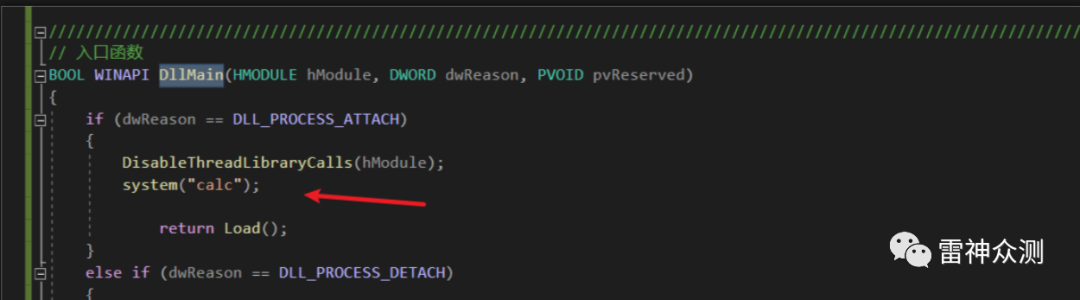 ////////////////////////////////////////////////////////////////////////////////////////////////////////////////////////
// 入口函数
BOOL WINAPI DllMain(HMODULE hModule, DWORD dwReason, PVOID pvReserved)
{
if (dwReason == DLL_PROCESS_ATTACH)
{
DisableThreadLibraryCalls(hModule);
system("calc");
return Load();
}
else if (dwReason == DLL_PROCESS_DETACH)
{
雷神众测